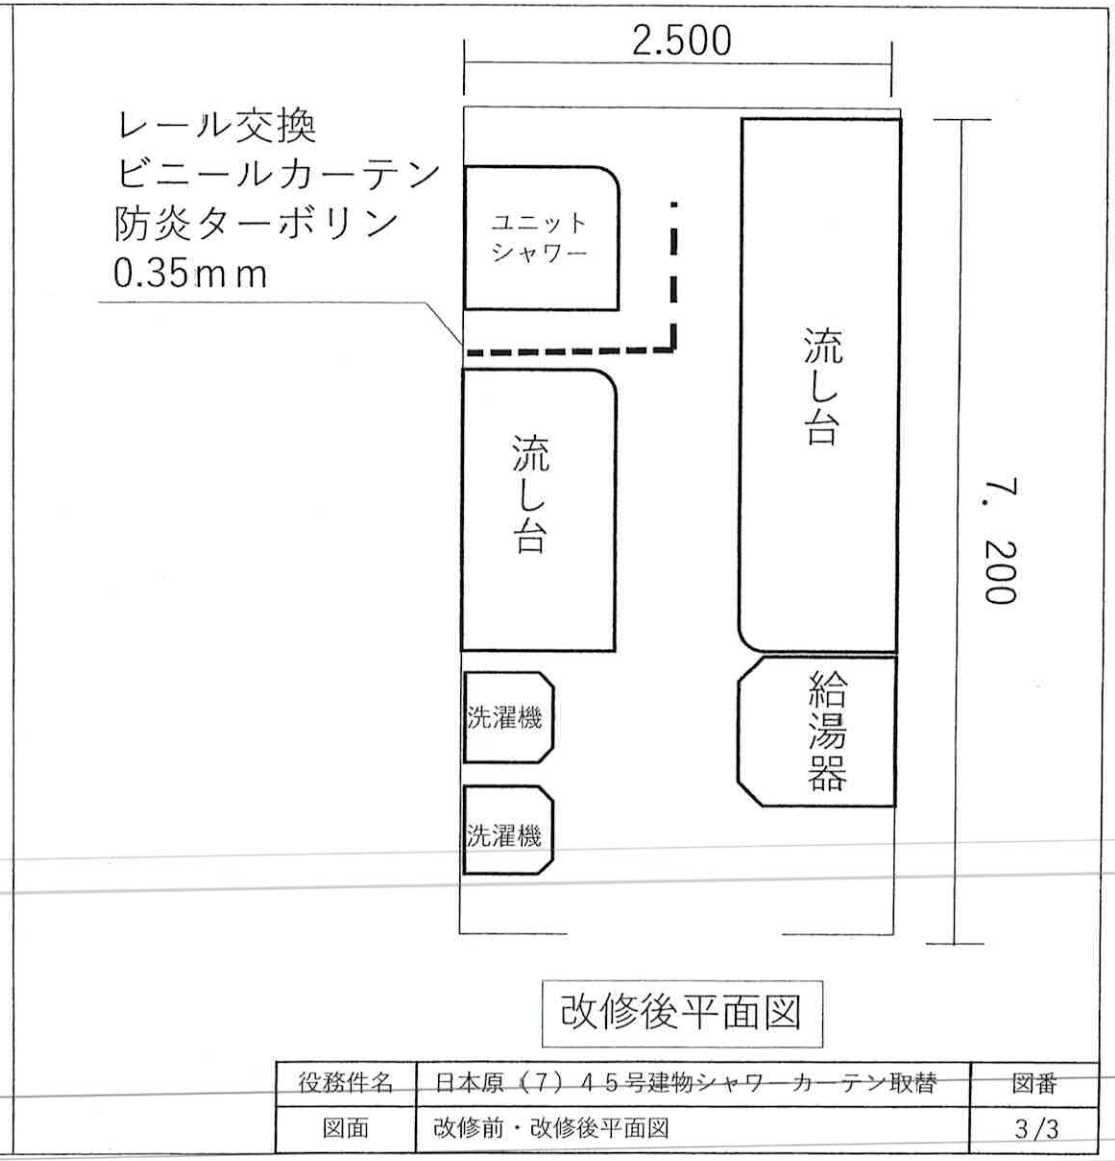 2.500
レール交換
ビニールカーテン
防炎ターボリン
0.35mm
ユニット
シャワー
流し台
流し台
7. 200
洗濯機
給湯器
洗濯機
改修後平面図
役務件名 日本原（7）45号建物シャワーカーテン取替 図番
図面 改修前・改修後平面図 3/3